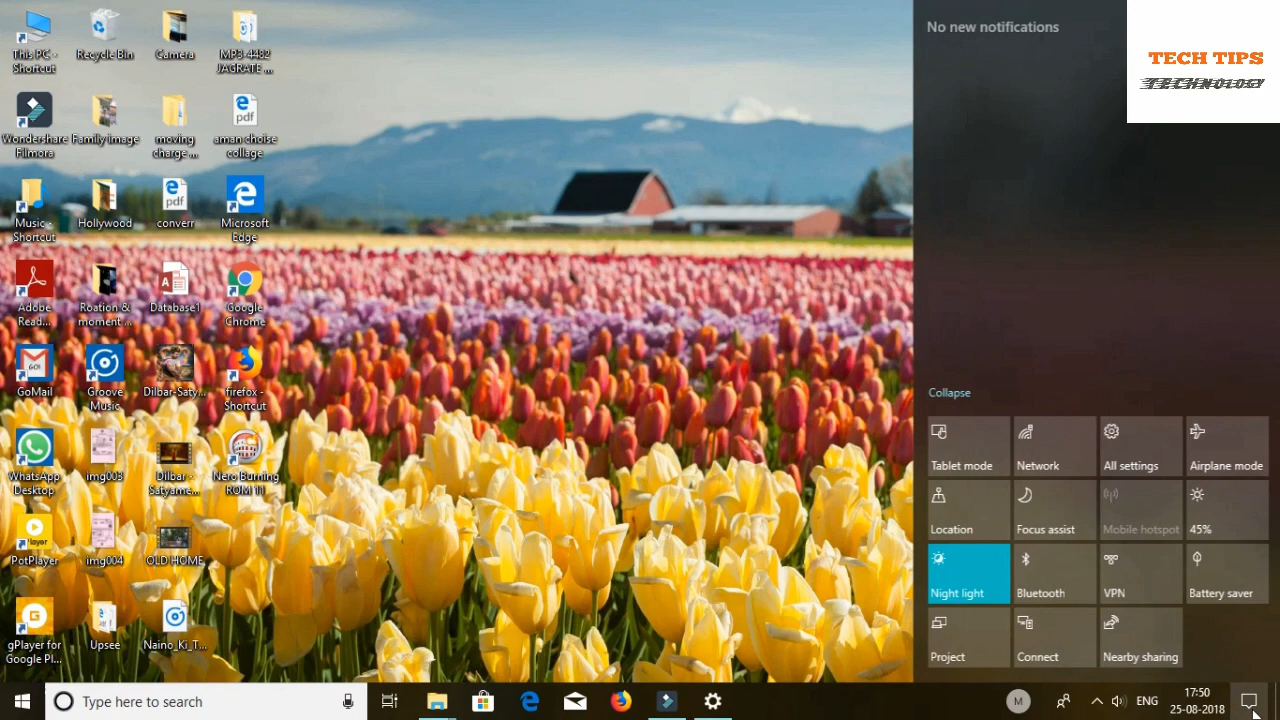 This PC -
Shortcut
Recycle Bin
Camera
MP3-4482
JAGRATE ...
Wondershare
Filmora
Family image
moving
charge ...
aman choise
collage
Music -
Shortcut
Hollywood
converr
Microsoft
Edge
Adobe
Read...
Roation &
moment ...
Database1
Google
Chrome
GoMail
Groove
Music
Dilbar-Saty...
firefox -
Shortcut
WhatsApp
Desktop
img003
Dilbar -
Satyame...
Nero Burning
ROM 11
PotPlayer
img004
OLD HOME
gPlayer for
Google Pl...
Upsee
Naino_Ki_T...
No new notifications
TECH TIPS
TECHNOLOGY
Collapse
Tablet mode
Network
All settings
Airplane mode
Location
Focus assist
Mobile hotspot
45%
Night light
Bluetooth
VPN
Battery saver
Project
Connect
Nearby sharing
Type here to search
M
ENG
17:50
25-08-2018